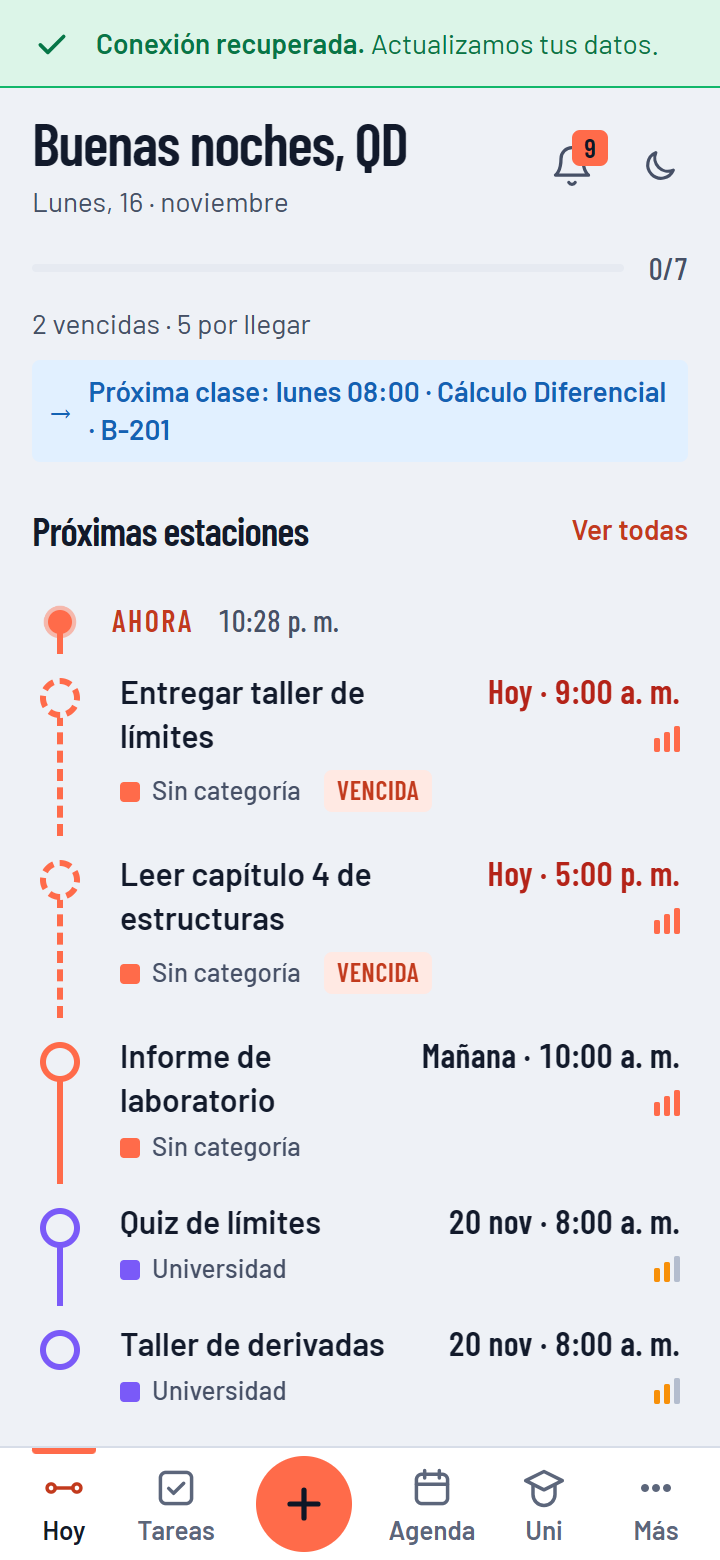 Conexión recuperada. Actualizamos tus datos.
Buenas noches, QD
9
Lunes, 16 · noviembre
0/7
2 vencidas · 5 por llegar
→ Próxima clase: lunes 08:00 · Cálculo Diferencial
· B-201
Próximas estaciones
Ver todas
AHORA 10:28 p. m.
Entregar taller de
límites
Hoy · 9:00 a. m.
Sin categoría
VENCIDA
Leer capítulo 4 de
estructuras
Hoy · 5:00 p. m.
Sin categoría
VENCIDA
Informe de
laboratorio
Mañana · 10:00 a. m.
Sin categoría
Quiz de límites
20 nov · 8:00 a. m.
Universidad
Taller de derivadas
20 nov · 8:00 a. m.
Universidad
Hoy
Tareas
Agenda
Uni
Más